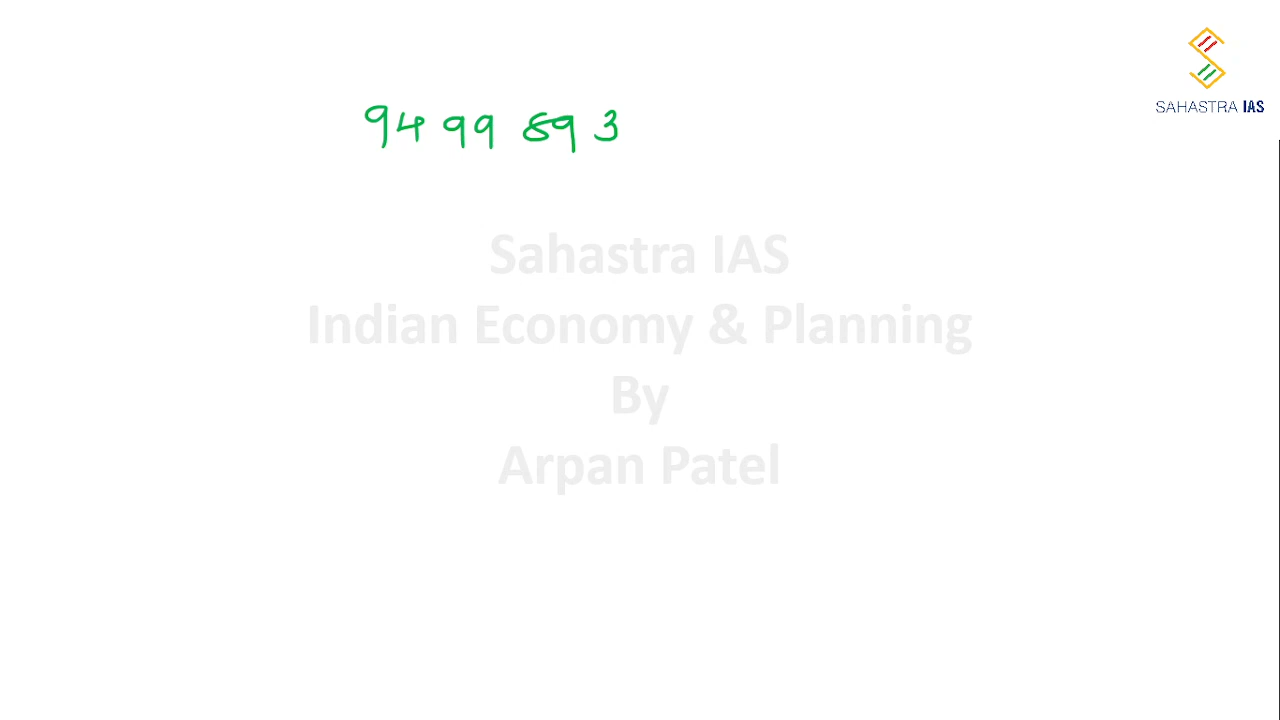 94 99 89 3
SAHASTRA IAS
Sahastra IAS
Indian Economy & Planning
By
Arpan Patel